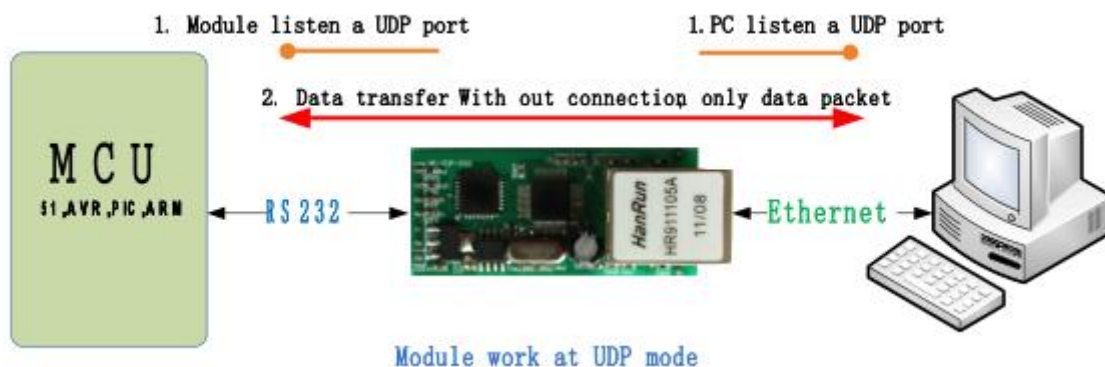 1. Module listen a UDP port
1. PC listen a UDP port
2. Data transfer With out connection, only data packet
MCU
51,AVR,PIC,ARM
RS232
HanRun
HR911105A
11/08
Ethernet
Module work at UDP mode